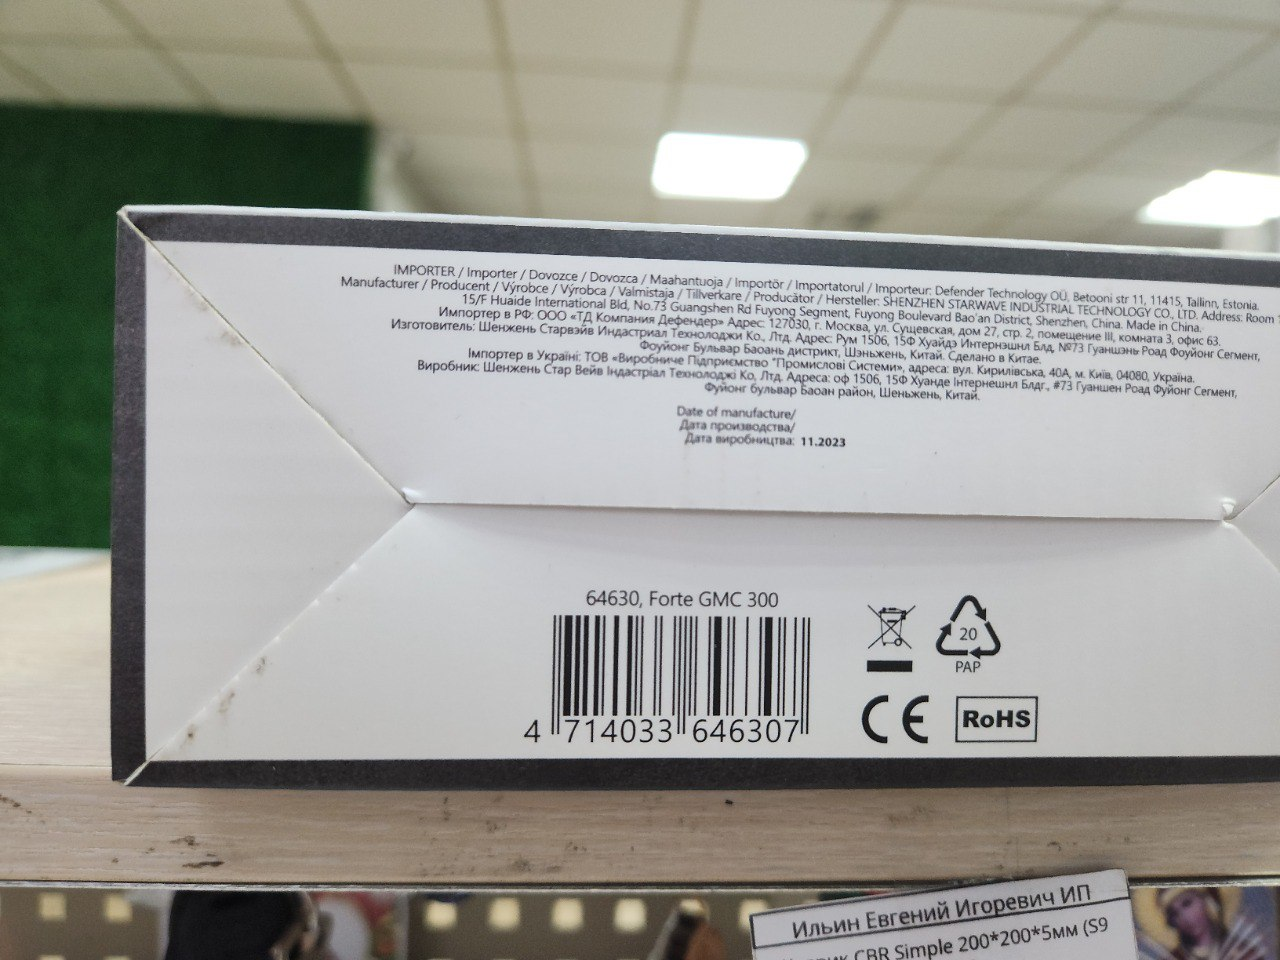 IMPORTER / Importer / Dovozce / Dovozca / Maahantuoja / Importör / Importatorul / Importeur: Defender Technology OÜ, Betooni str 11, 11415, Tallinn, Estonia.
Manufacturer / Producent / Výrobce / Výrobca / Valmistaja / Tillverkare / Producător / Hersteller: SHENZHEN STARWAVE INDUSTRIAL TECHNOLOGY CO., LTD. Address: Room
15/F Huaide International Bld, No.73 Guangshen Rd Fuyong Segment, Fuyong Boulevard Bao'an District, Shenzhen, China. Made in China.
Импортер в РФ: ООО «ТД Компания Дефендер» Адрес: 127030, г. Москва, ул. Сущевская, дом 27, стр. 2, помещение III, комната 3, офис 63.
Изготовитель: Шенжень Старвэйв Индастриал Технолоджи Ко., Лтд. Адрес: Рум 1506, 15Ф Хуайдэ Интернэшнл Блд, №73 Гуаншэнь Роад Фоуйонг Сегмент,
Фоуйонг Бульвар Баоань дистрикт, Шэньжень, Китай. Сделано в Китае.
Імпортер в Україні: ТОВ «Виробниче Підприємство "Промислові Системи», адреса: вул. Кирилівська, 40А, м. Київ, 04080, Україна.
Виробник: Шенжень Стар Вейв Індастріал Технолоджі Ко, Лтд. Адреса: оф 1506, 15Ф Хуанде Інтернешнл Блдг., #73 Гуаншен Роад Фуйонг Сегмент,
Фуйонг бульвар Баоан район, Шеньжень, Китай.
Date of manufacture/
Дата производства/
Дата виробництва: 11.2023
64630, Forte GMC 300
4 714033 646307
20
PAP
CE
RoHS
Ильин Евгений Игоревич ИП
CBR Simple 200*200*5мм (S9